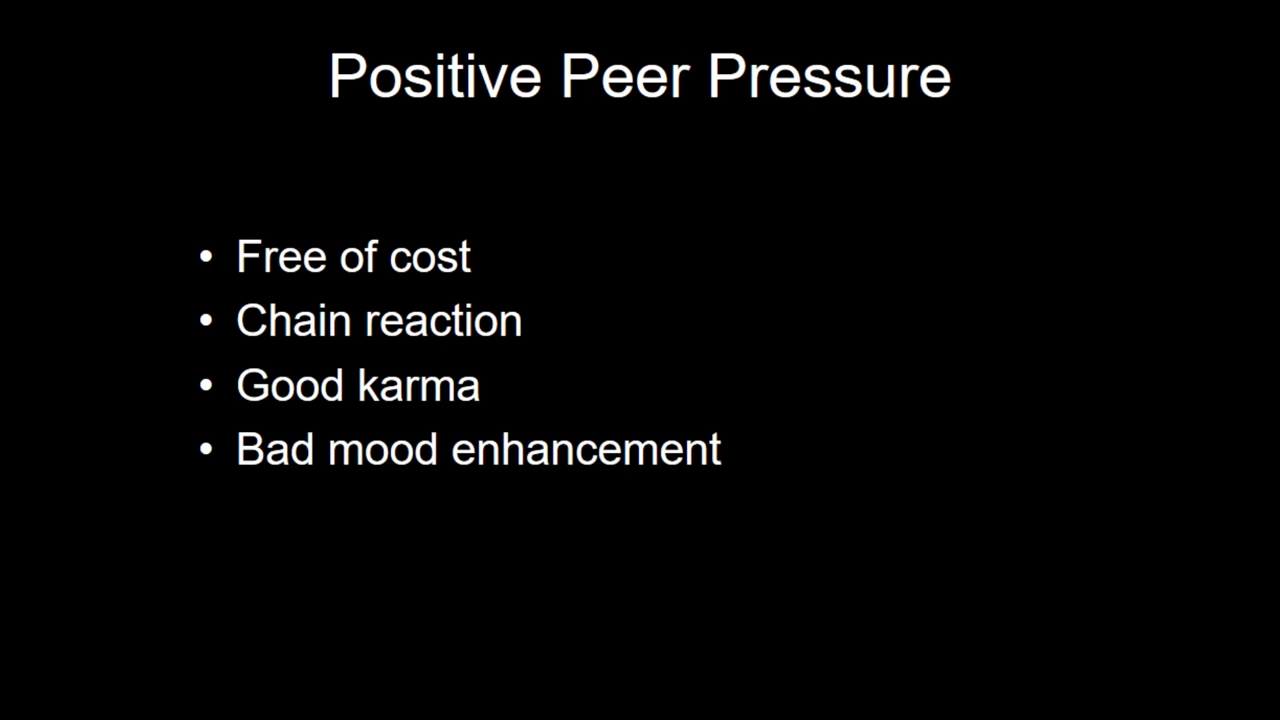 Positive Peer Pressure
• Free of cost
• Chain reaction
• Good karma
• Bad mood enhancement